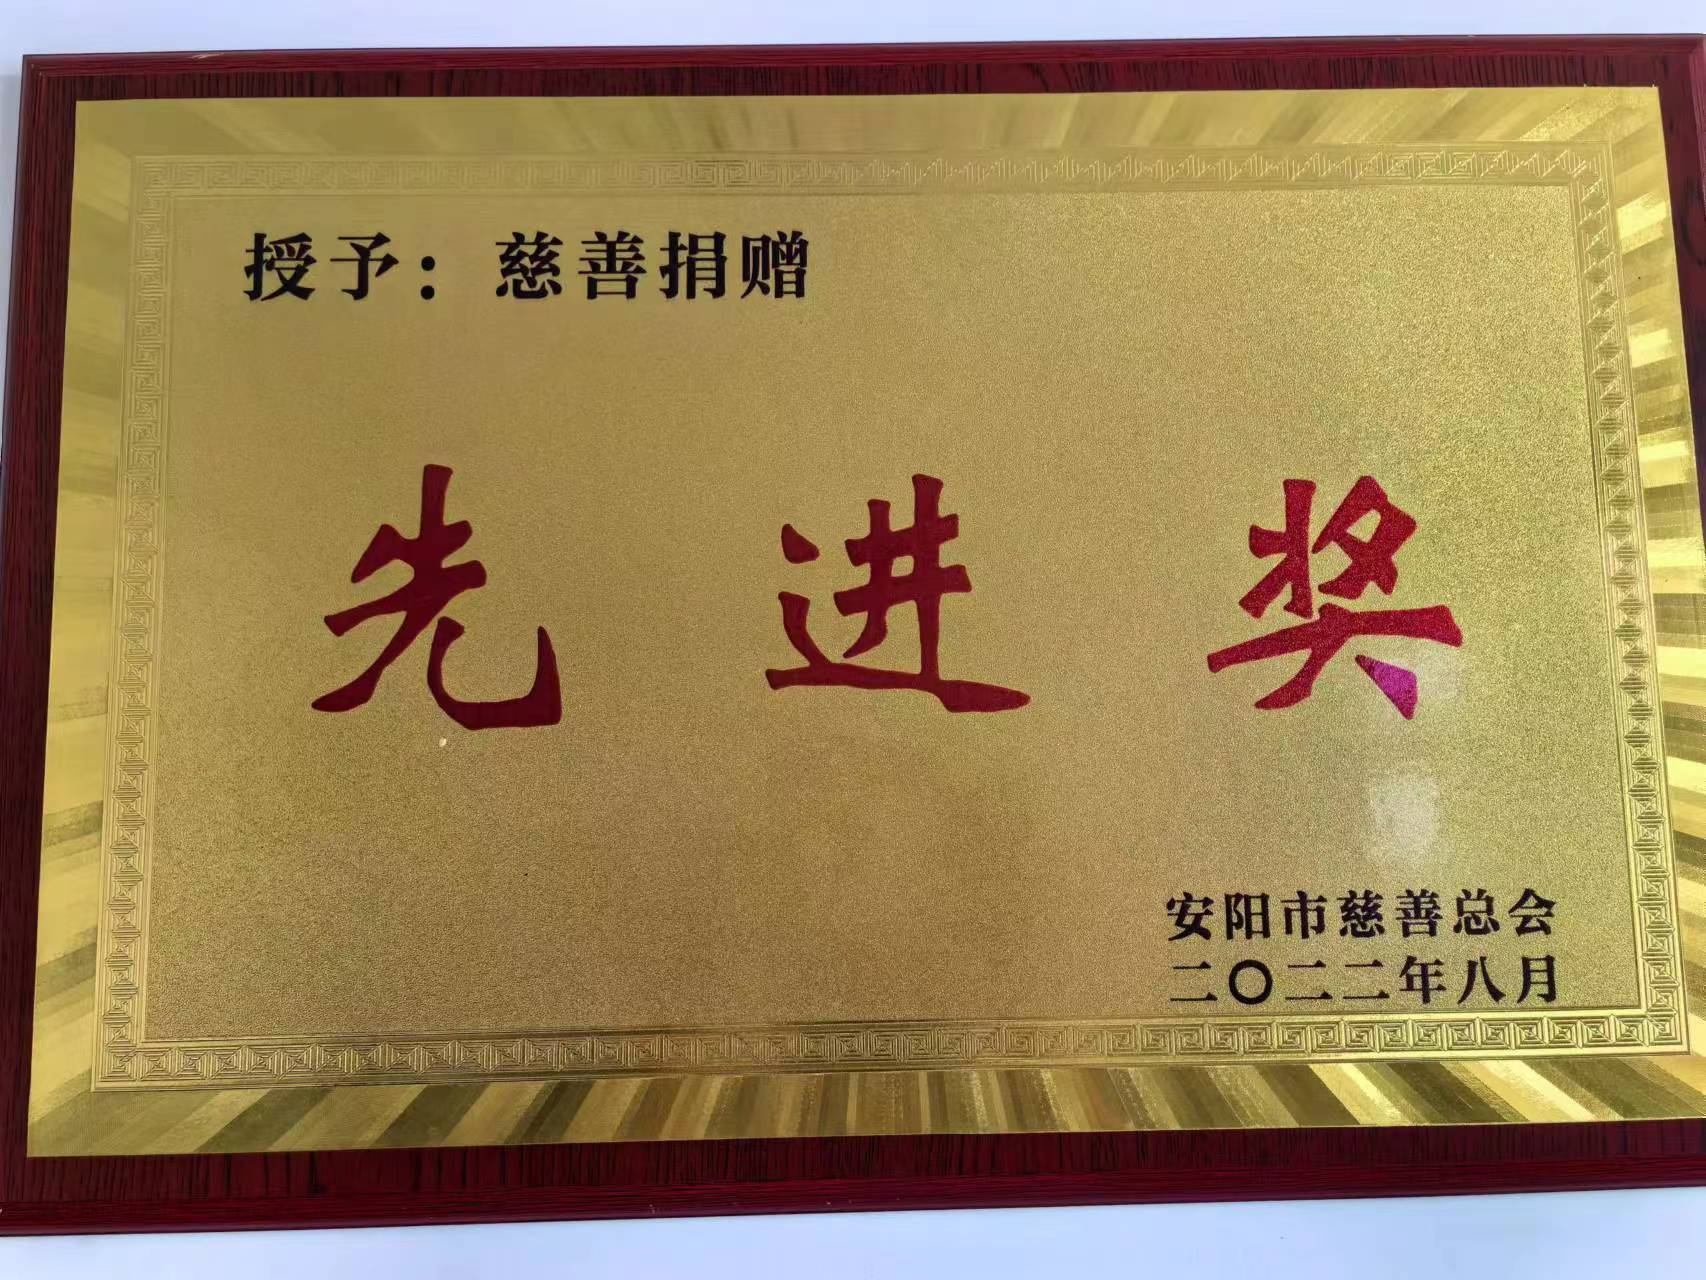 授予：慈善捐赠
先进奖
安阳市慈善总会
二〇二二年八月